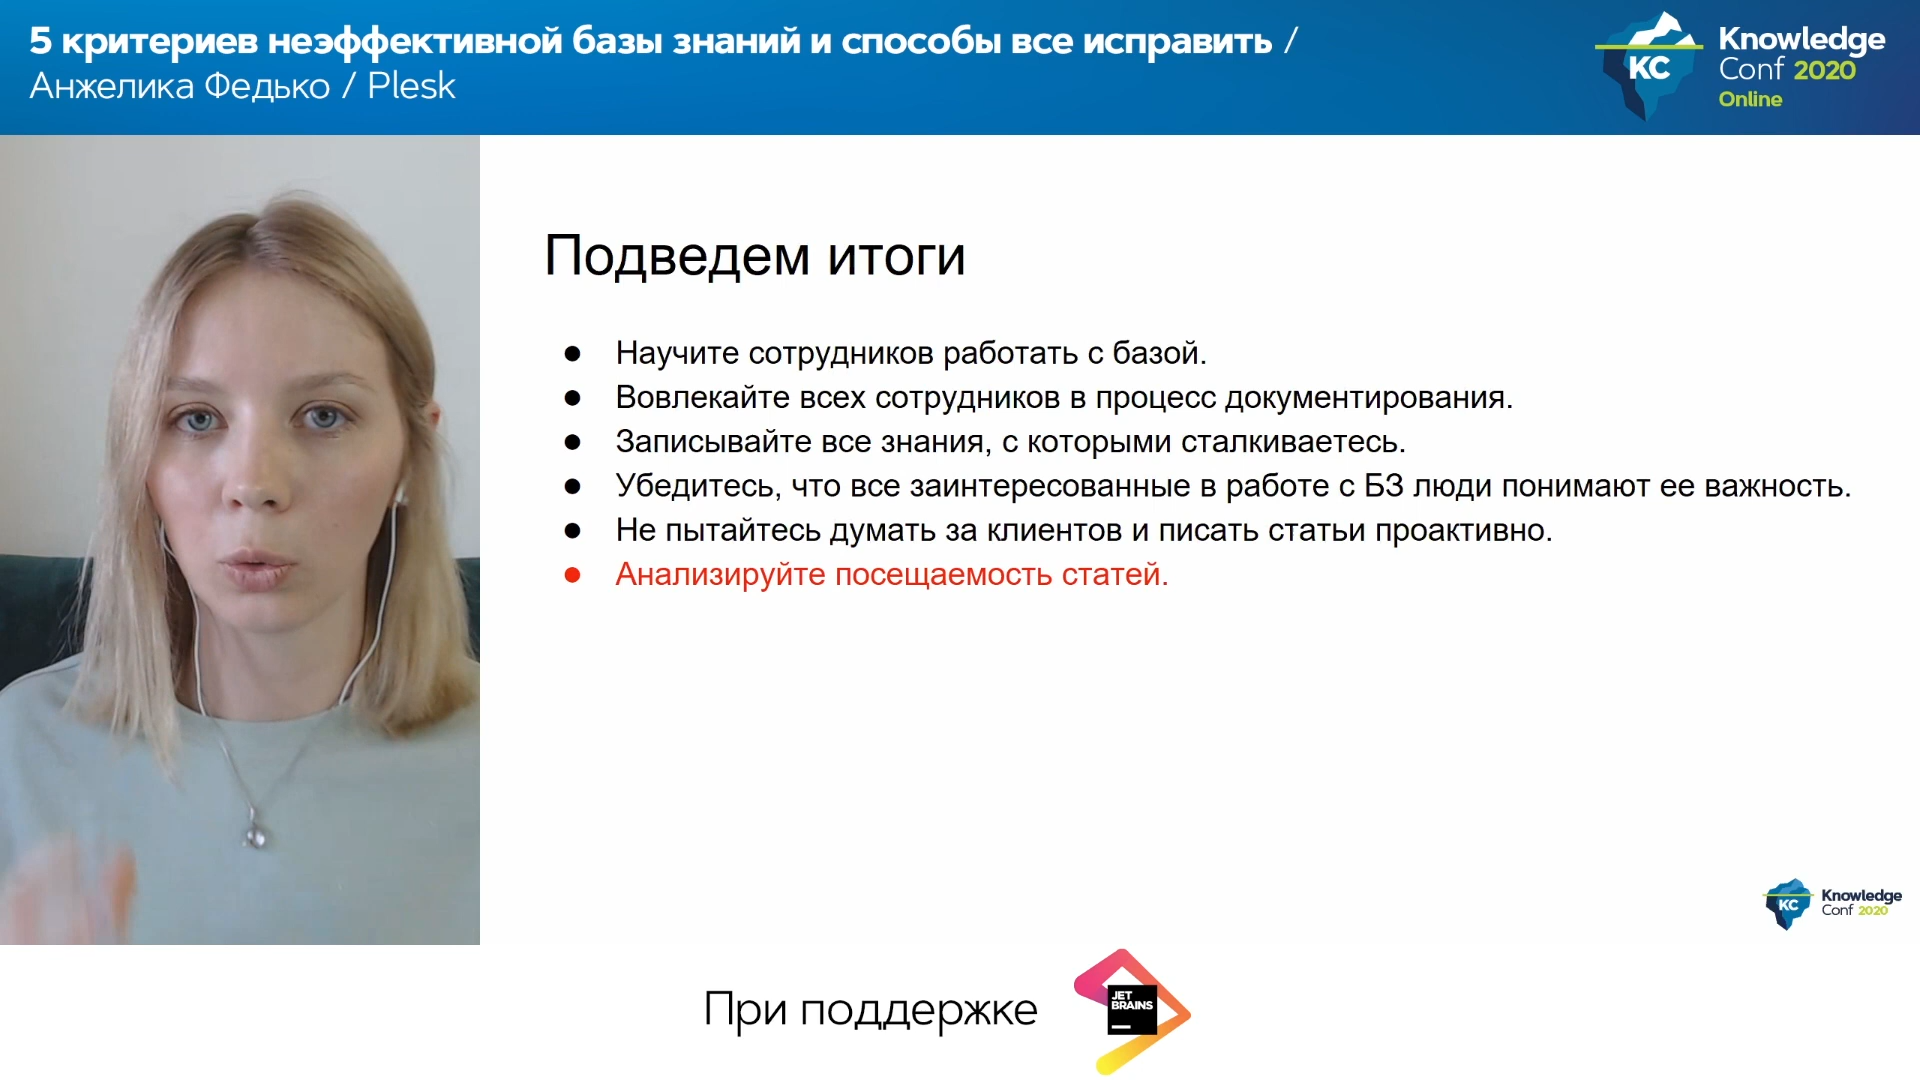 5 критериев неэффективной базы знаний и способы все исправить /
Анжелика Федько / Plesk
KC
Knowledge
Conf 2020
Online
Подведем итоги
● Научите сотрудников работать с базой.
● Вовлекайте всех сотрудников в процесс документирования.
● Записывайте все знания, с которыми сталкиваетесь.
● Убедитесь, что все заинтересованные в работе с БЗ люди понимают ее важность.
● Не пытайтесь думать за клиентов и писать статьи проактивно.
● Анализируйте посещаемость статей.
KC
Knowledge
Conf 2020
При поддержке
JET
BRAINS